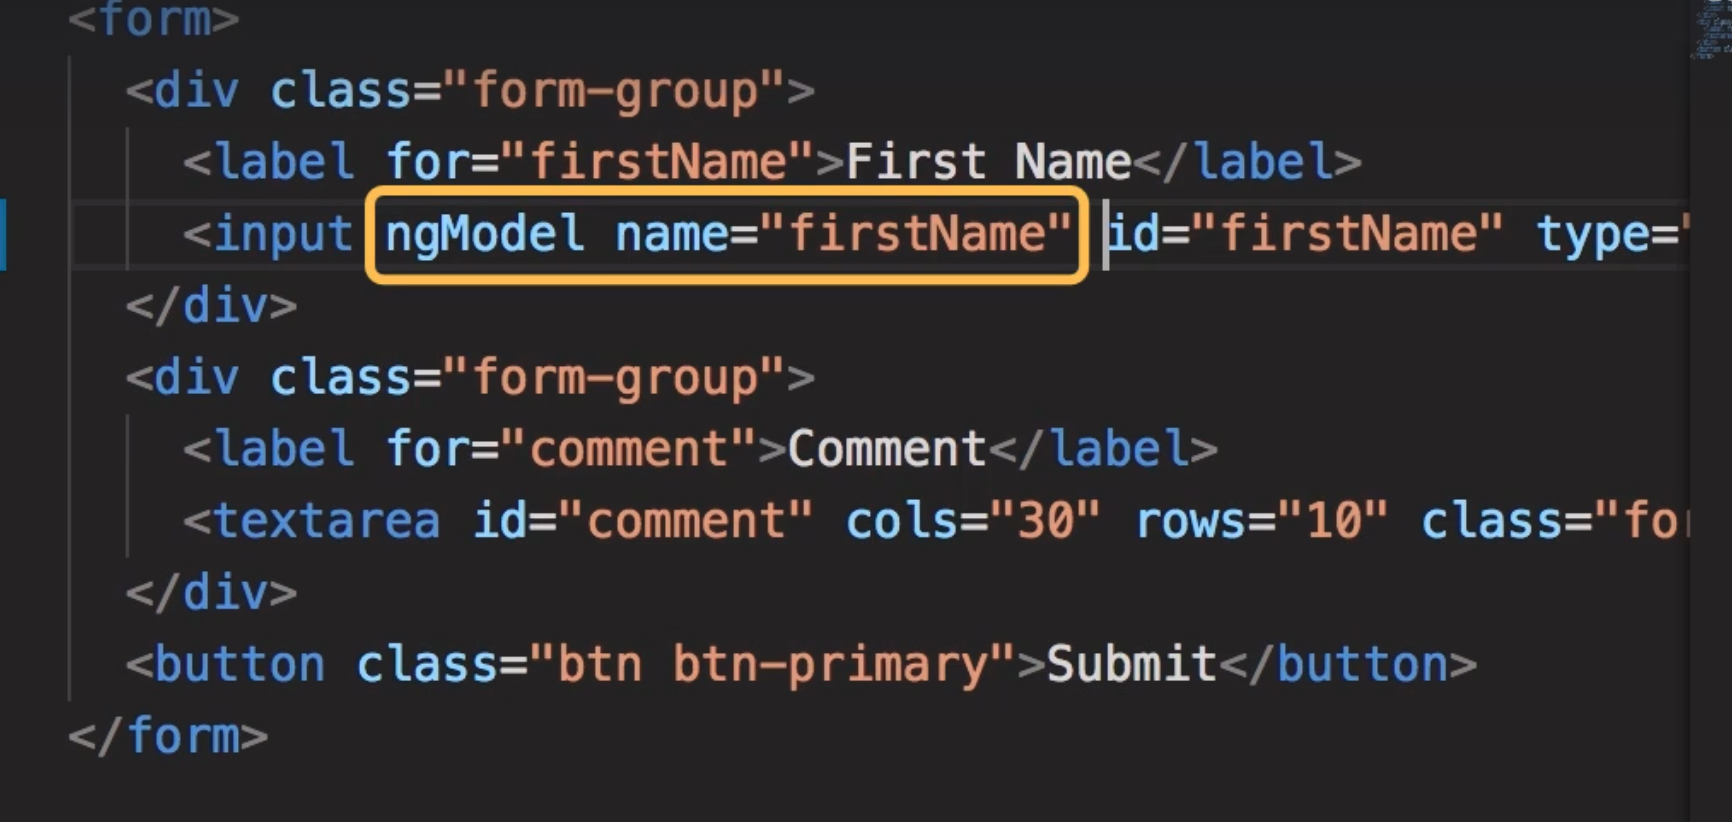 <form>
<div class="form-group">
<label for="firstName">First Name</label>
<input ngModel name="firstName" id="firstName" type="
</div>
<div class="form-group">
<label for="comment">Comment</label>
<textarea id="comment" cols="30" rows="10" class="fo
</div>
<button class="btn btn-primary">Submit</button>
</form>